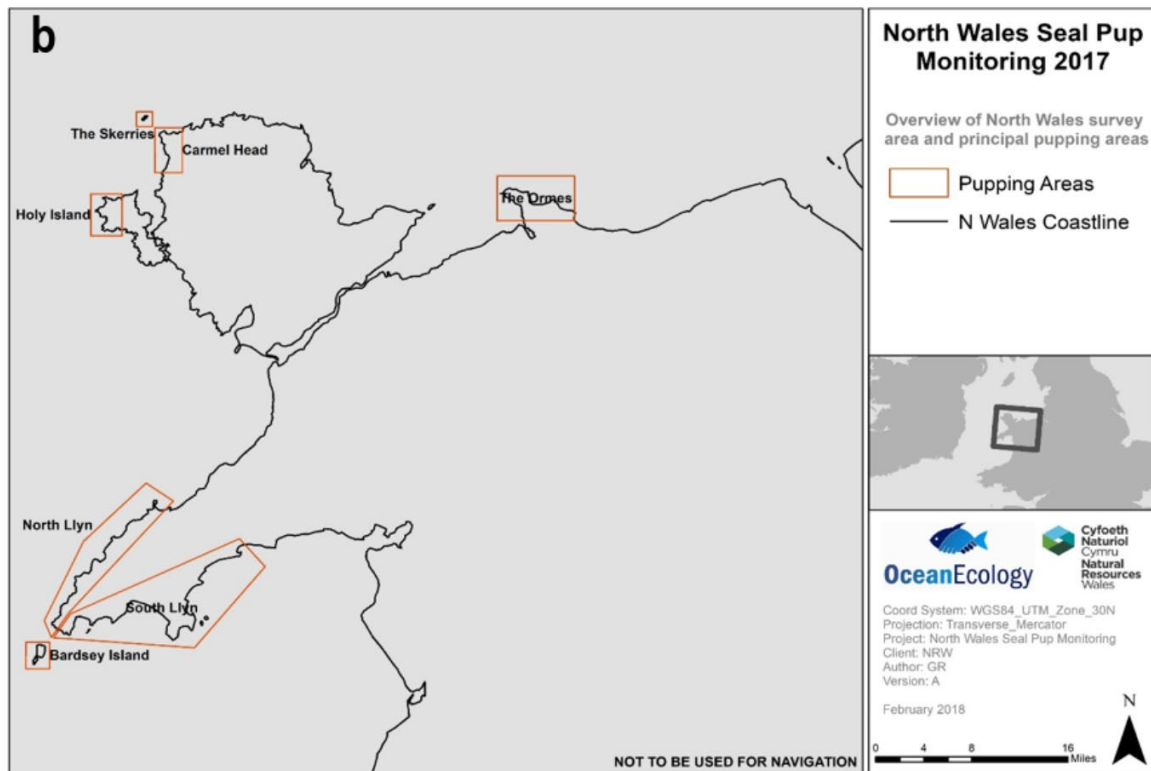 b
The Skerries
Carmel Head
Holy Island
The Ormes
North Llyn
South Llyn
Bardsey Island
NOT TO BE USED FOR NAVIGATION
North Wales Seal Pup
Monitoring 2017
Overview of North Wales survey
area and principal pupping areas
Pupping Areas
N Wales Coastline
OceanEcology
Cyfoeth
Naturiol
Cymru
Natural
Resources
Wales
Coord System: WGS84_UTM_Zone_30N
Projection: Transverse_Mercator
Project: North Wales Seal Pup Monitoring
Client: NRW
Author: GR
Version: A
February 2018
N
0 4 8 16
Miles